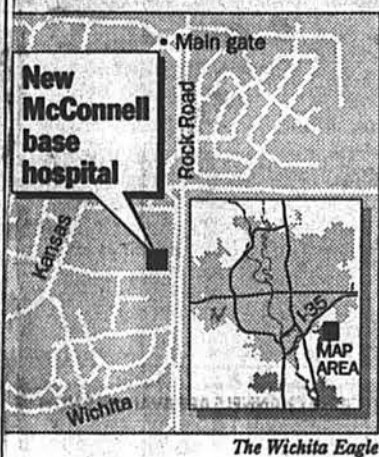 Main gate
New
McConnell
base
hospital
Rock Road
Kansas
I-35
MAP
AREA
Wichita
The Wichita Eagle